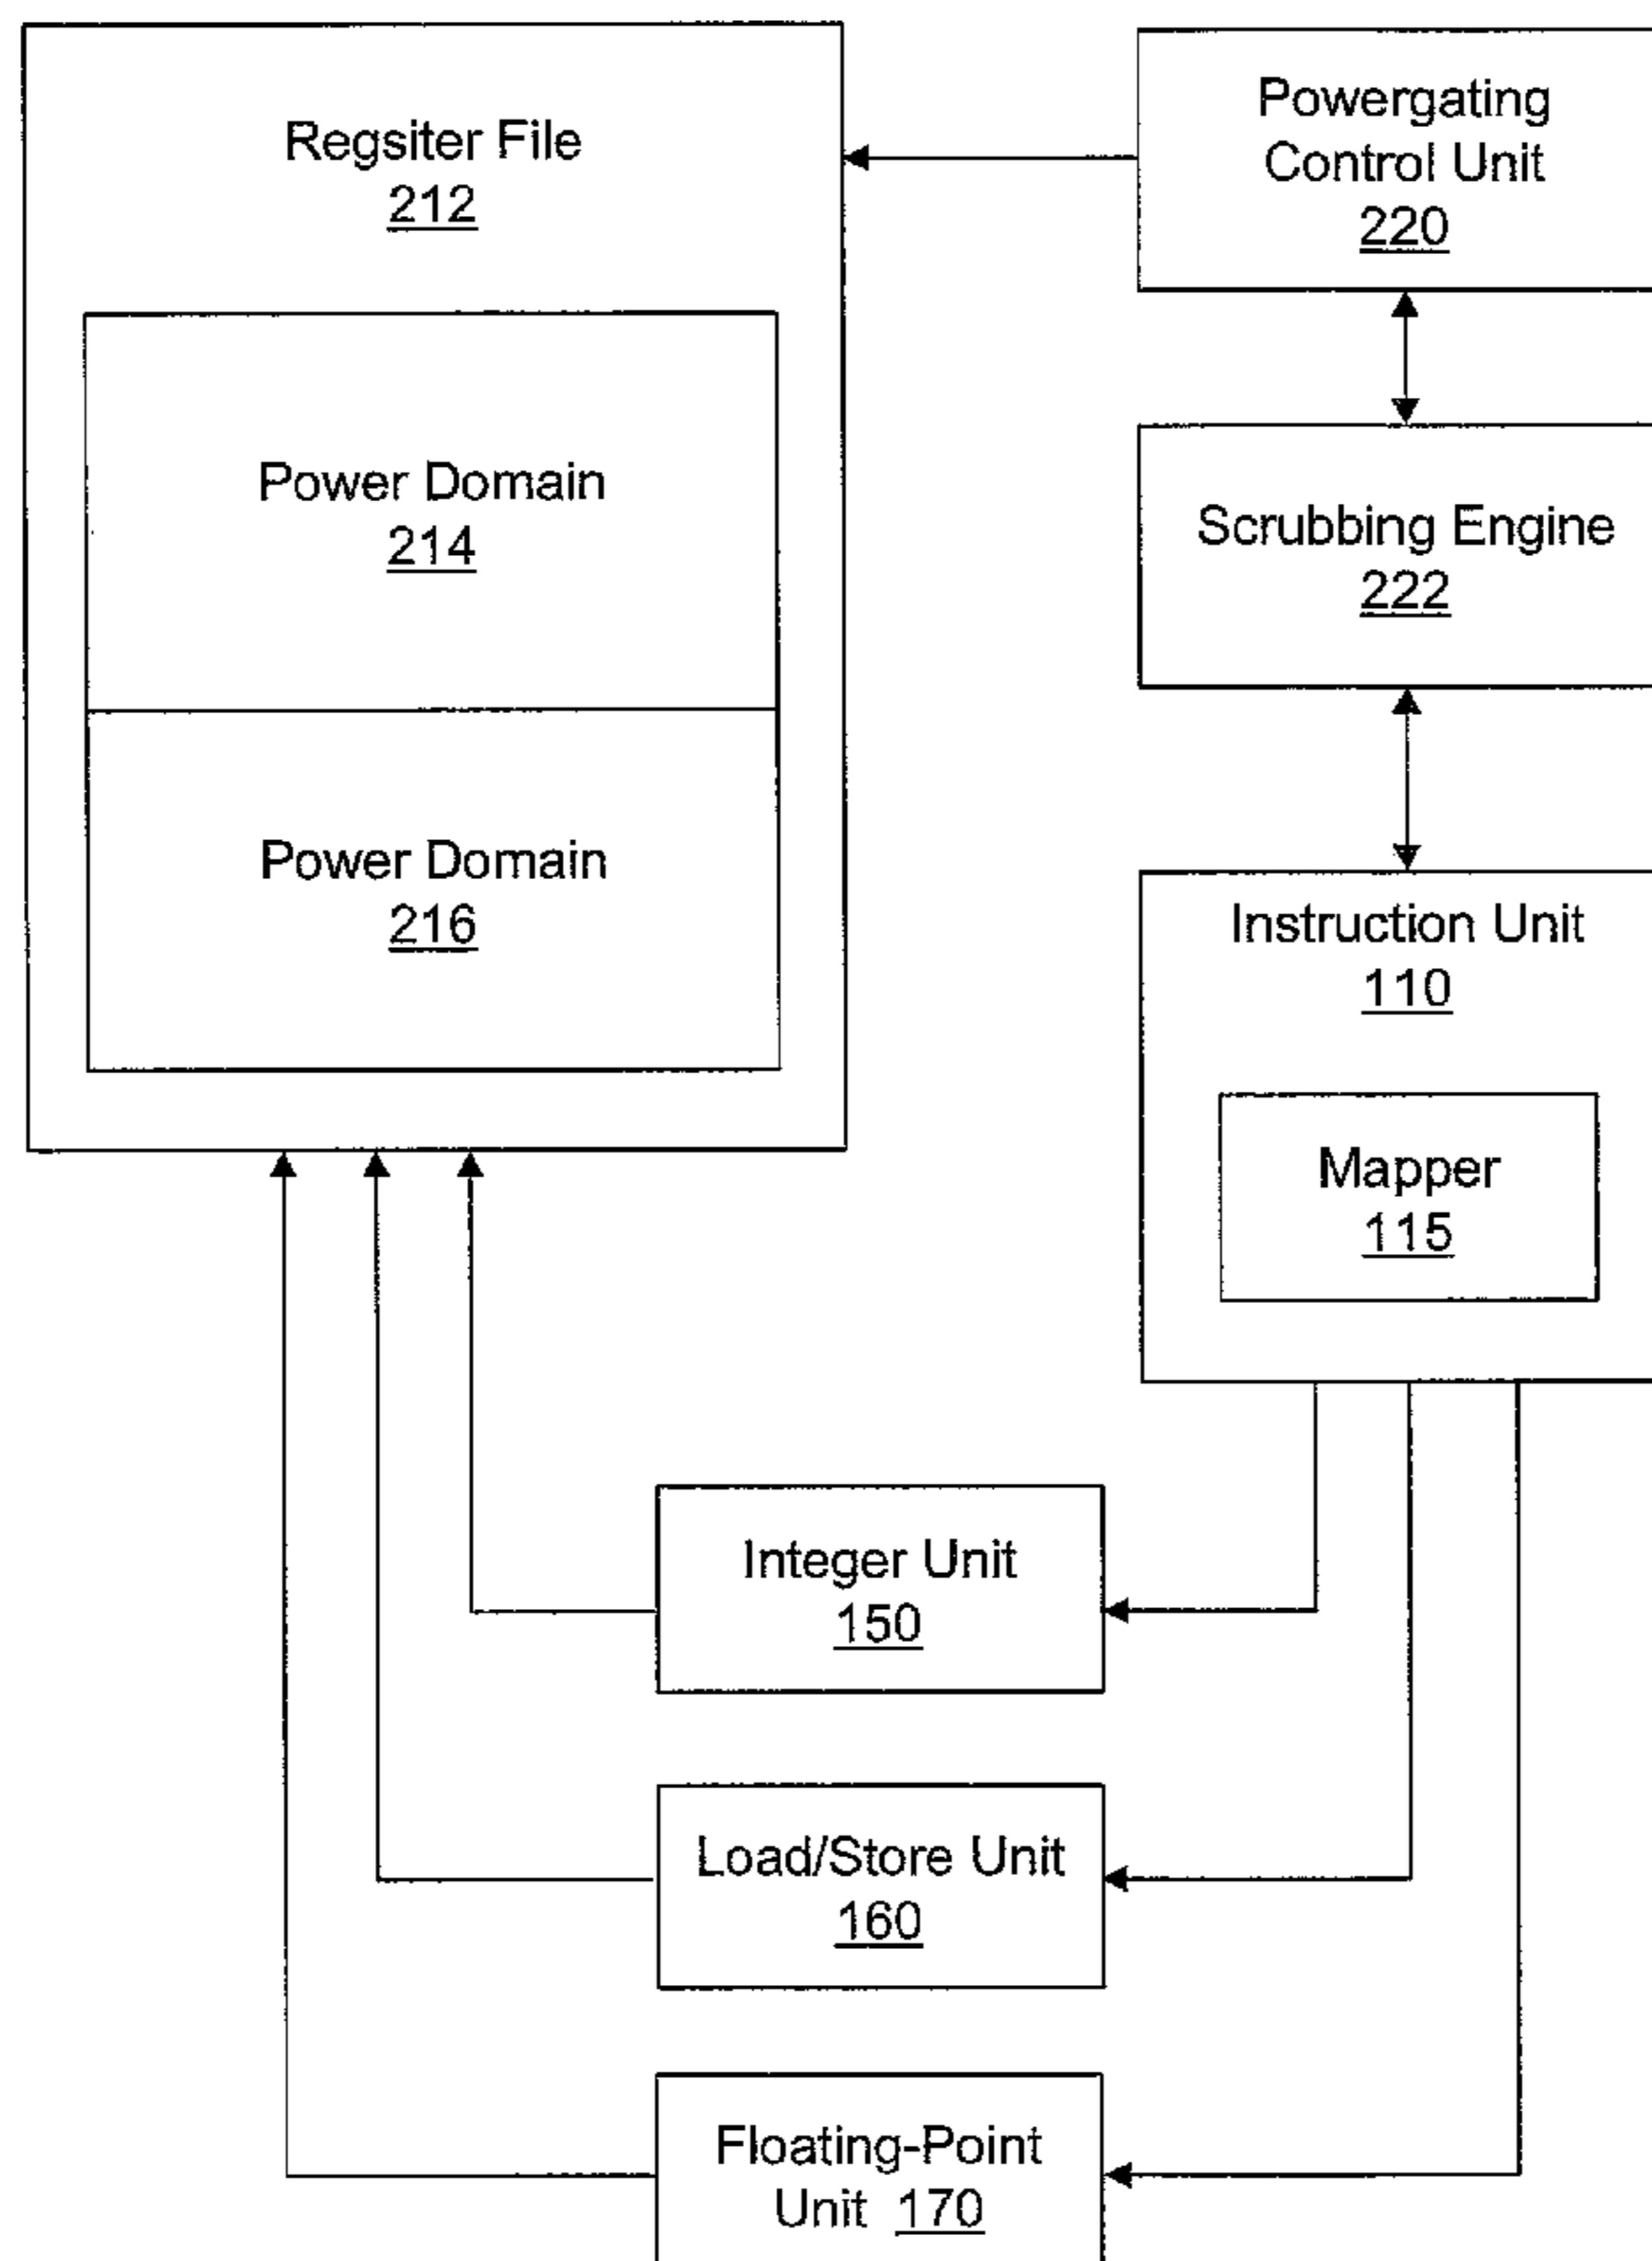 Regsiter File
212
Power Domain
214
Power Domain
216
Powergating
Control Unit
220
Scrubbing Engine
222
Instruction Unit
110
Mapper
115
Integer Unit
150
Load/Store Unit
160
Floating-Point
Unit 170